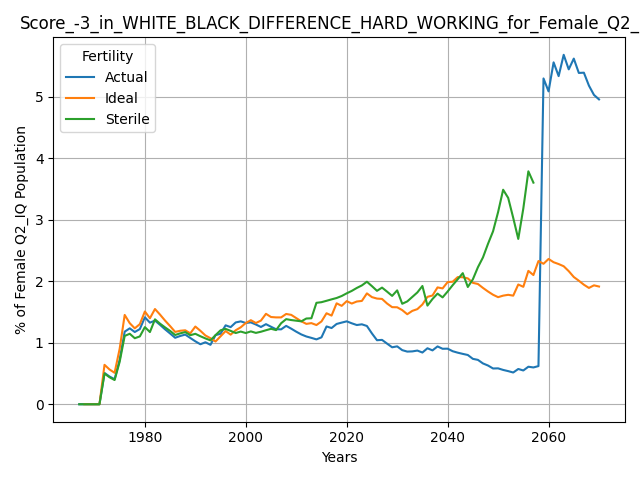 Score_-3_in_WHITE_BLACK_DIFFERENCE_HARD_WORKING_for_Female_Q2_
Fertility
Actual
Ideal
Sterile
% of Female Q2_IQ Population
5
4
3
2
1
0
1980 2000 2020 2040 2060
Years